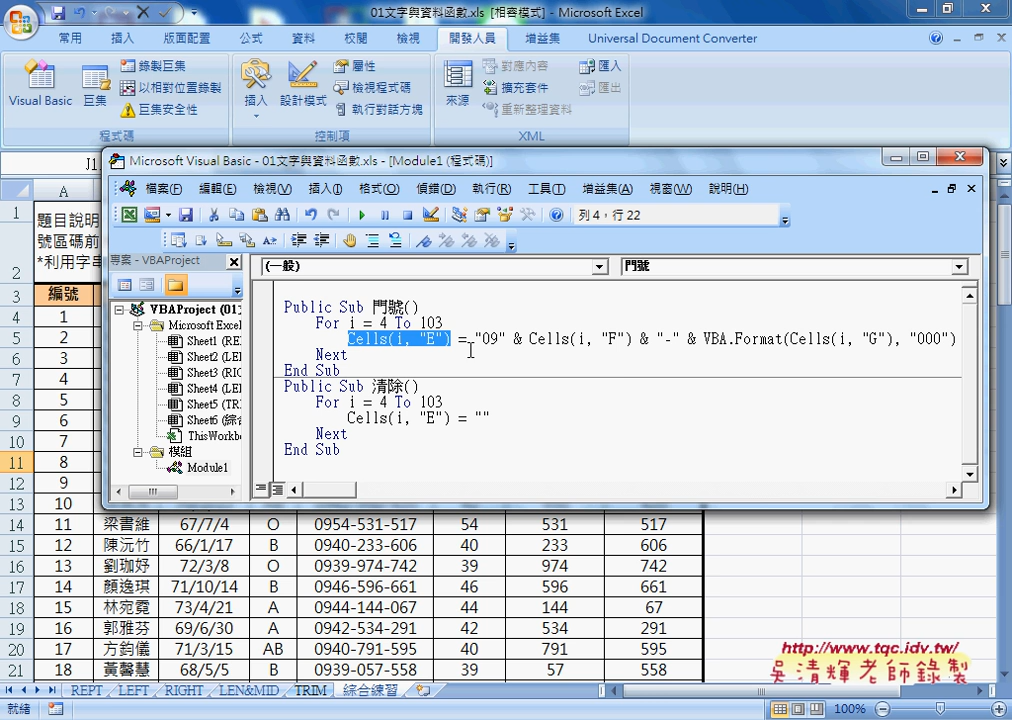 01文字與資料函數.xls [相容模式] - Microsoft Excel
常用 插入 版面配置 公式 資料 校閱 檢視 開發人員 增益集 Universal Document Converter
Visual Basic 巨集 錄製巨集 以相對位置錄製 巨集安全性 程式碼
插入 設計模式 屬性 檢視程式碼 執行對話方塊 控制項
來源 對應內容 擴充套件 重新整理資料 匯入 匯出 XML
J1
Microsoft Visual Basic - 01文字與資料函數.xls - [Module1 (程式碼)]
檔案(F) 編輯(E) 檢視(V) 插入(I) 格式(O) 偵錯(D) 執行(R) 工具(T) 增益集(A) 視窗(W) 說明(H)
列 4，行 22
專案 - VBAProject
VBAProject (01
Microsoft Excel
Sheet1 (RE
Sheet2 (LE
Sheet3 (RI
Sheet4 (LE
Sheet5 (TR
Sheet6 (綜
ThisWorkb
模組
Module1
(一般) 門號
Public Sub 門號()
For i = 4 To 103
Cells(i, "E") = "09" & Cells(i, "F") & "-" & VBA.Format(Cells(i, "G"), "000")
Next
End Sub
Public Sub 清除()
For i = 4 To 103
Cells(i, "E") = ""
Next
End Sub
A
1 題目說明
號區碼前
2 *利用字串
3 編號
4 1
5 2
6 3
7 4
8 5
9 6
10 7
11 8
12 9
13 10
14 11 梁書維 67/7/4 O 0954-531-517 54 531 517
15 12 陳沅竹 66/1/17 B 0940-233-606 40 233 606
16 13 劉珈妤 72/3/8 O 0939-974-742 39 974 742
17 14 顏逸琪 71/10/14 B 0946-596-661 46 596 661
18 15 林宛霓 73/4/21 A 0944-144-067 44 144 67
19 16 郭雅芬 69/6/30 A 0942-534-291 42 534 291
20 17 方鈞儀 71/3/15 AB 0940-791-595 40 791 595
21 18 黃馨慧 68/5/5 B 0939-057-558 39 57 558
http://www.tqc.idv.tw/
吳清輝老師錄製
REPT LEFT RIGHT LEN&MID TRIM 綜合練習
就緒 100%